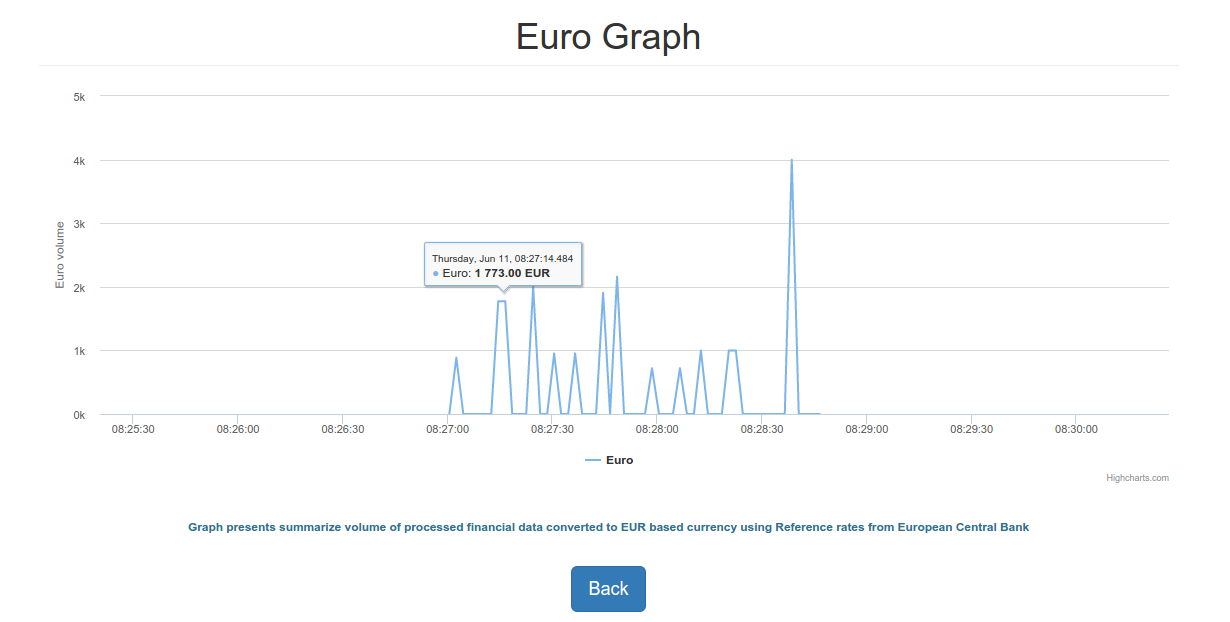 Euro Graph
5k
4k
3k
2k
1k
0k
Euro volume
Thursday, Jun 11, 08:27:14.484
Euro: 1 773.00 EUR
08:25:30 08:26:00 08:26:30 08:27:00 08:27:30 08:28:00 08:28:30 08:29:00 08:29:30 08:30:00
Euro
Highcharts.com
Graph presents summarize volume of processed financial data converted to EUR based currency using Reference rates from European Central Bank
Back